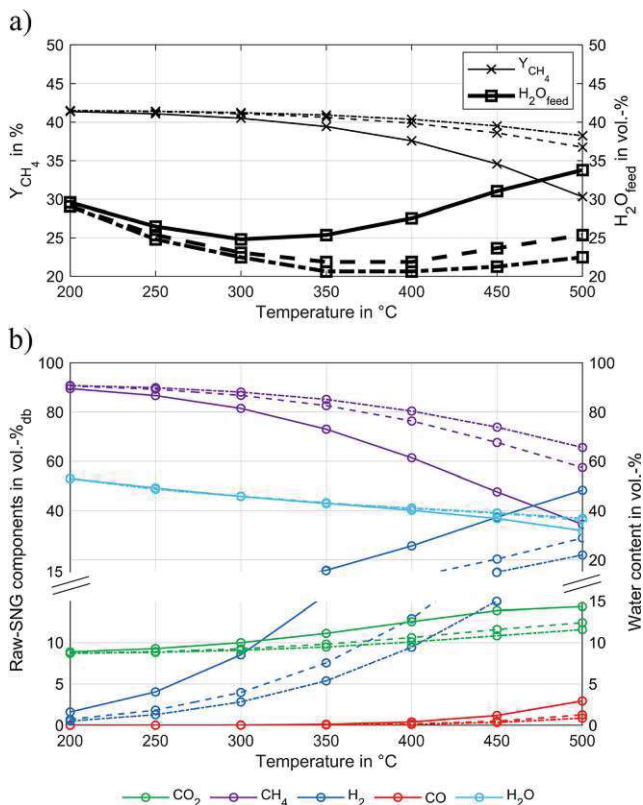 a)
50 50
45 45
40 40
35 35
30 30
25 25
20 20
Y_CH4 in %
H2O_feed in vol.-%
Y_CH4
H2O_feed
200 250 300 350 400 450 500
Temperature in °C
b)
100 100
80 80
60 60
40 40
20
15
15
10 10
5 5
0 0
Raw-SNG components in vol.-%db
Water content in vol.-%
200 250 300 350 400 450 500
Temperature in °C
CO2 CH4 H2 CO H2O